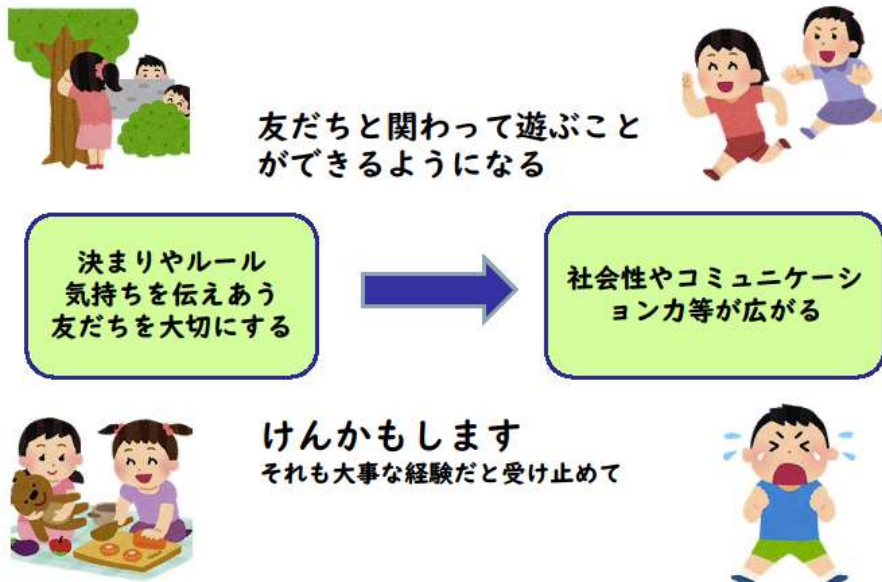 友だちと関わって遊ぶこと
ができるようになる
決まりやルール
気持ちを伝えあう
友だちを大切にする
社会性やコミュニケーシ
ョン力等が広がる
けんかもします
それも大事な経験だと受け止めて